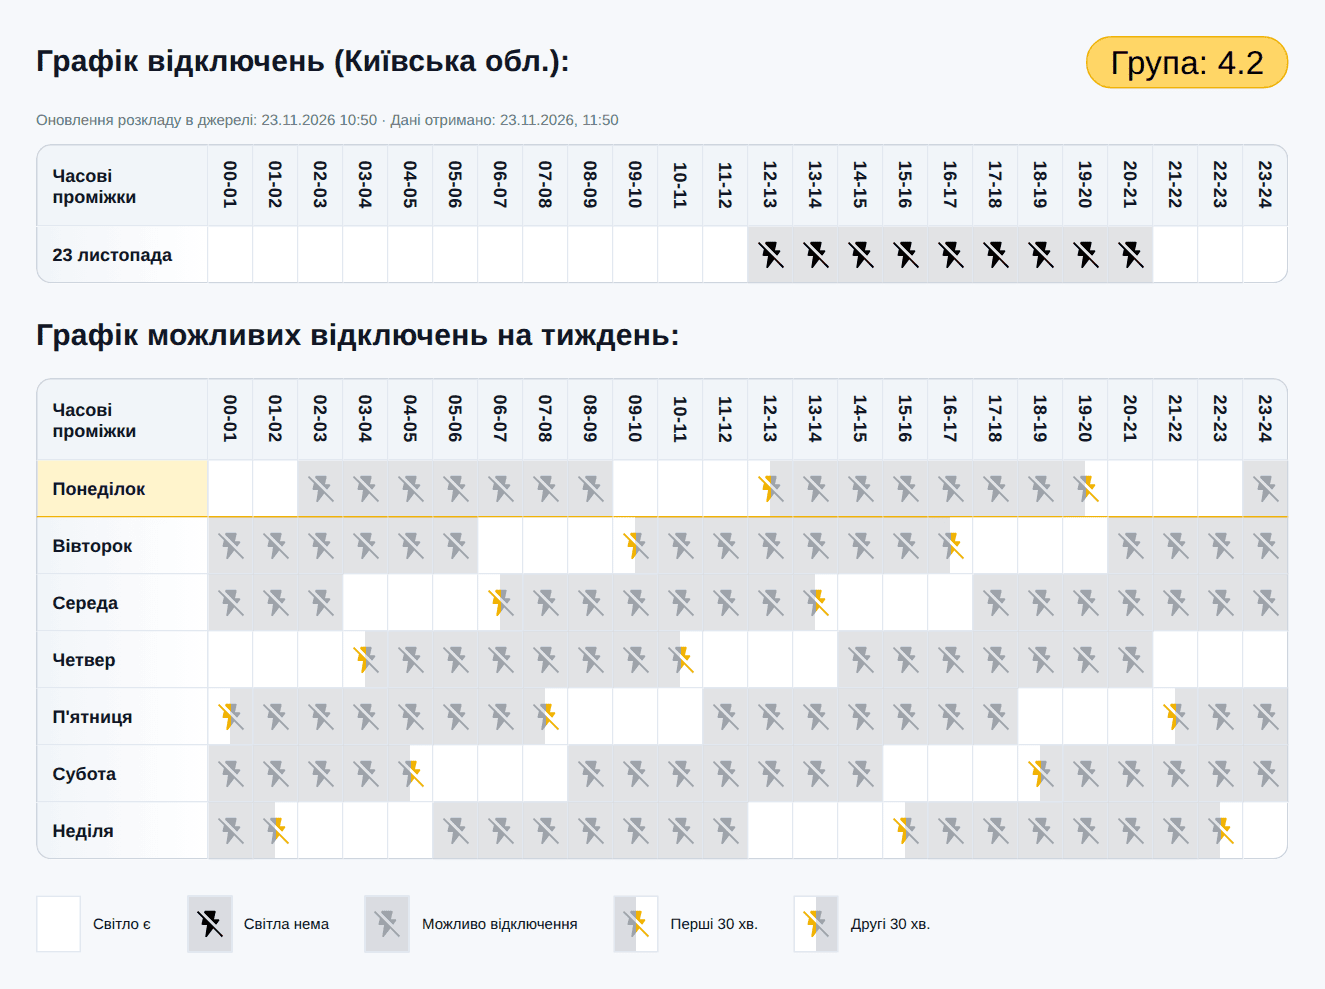 Графік відключень (Київська обл.):
Група: 4.2
Оновлення розкладу в джерелі: 23.11.2026 10:50 · Дані отримано: 23.11.2026, 11:50
Часові проміжки 00-01 01-02 02-03 03-04 04-05 05-06 06-07 07-08 08-09 09-10 10-11 11-12 12-13 13-14 14-15 15-16 16-17 17-18 18-19 19-20 20-21 21-22 22-23 23-24
23 листопада
Графік можливих відключень на тиждень:
Часові проміжки 00-01 01-02 02-03 03-04 04-05 05-06 06-07 07-08 08-09 09-10 10-11 11-12 12-13 13-14 14-15 15-16 16-17 17-18 18-19 19-20 20-21 21-22 22-23 23-24
Понеділок
Вівторок
Середа
Четвер
П'ятниця
Субота
Неділя
Світло є Світла нема Можливо відключення Перші 30 хв. Другі 30 хв.